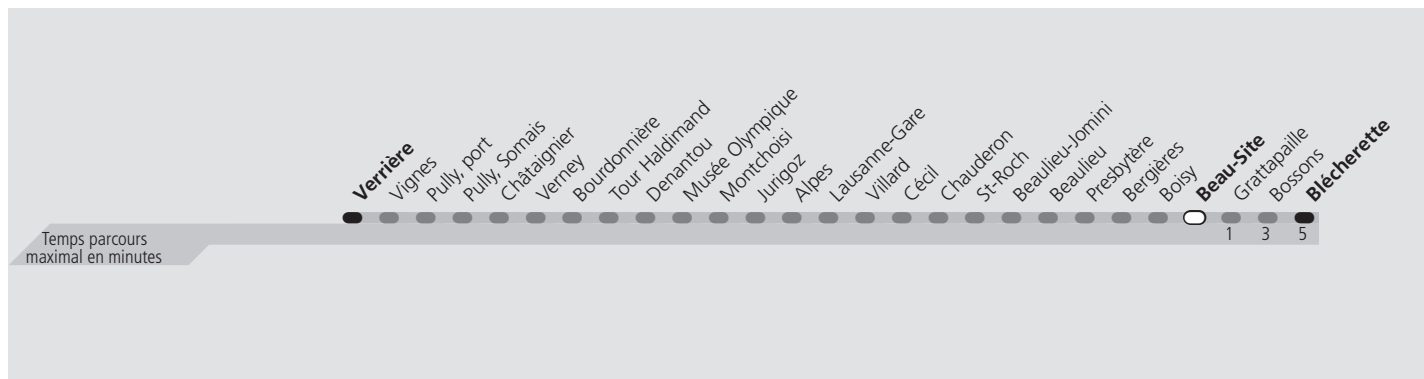 Verrière
Vignes
Pully, port
Pully, Somais
Châtaignier
Verney
Bourdonnière
Tour Haldimand
Denantou
Musée Olympique
Montchoisi
Jurigoz
Alpes
Lausanne-Gare
Villard
Cécil
Chauderon
St-Roch
Beaulieu-Jomini
Beaulieu
Presbytère
Bergières
Boisy
Beau-Site
Grattapaille
Bossons
Blécherette
Temps parcours
maximal en minutes
1 3 5